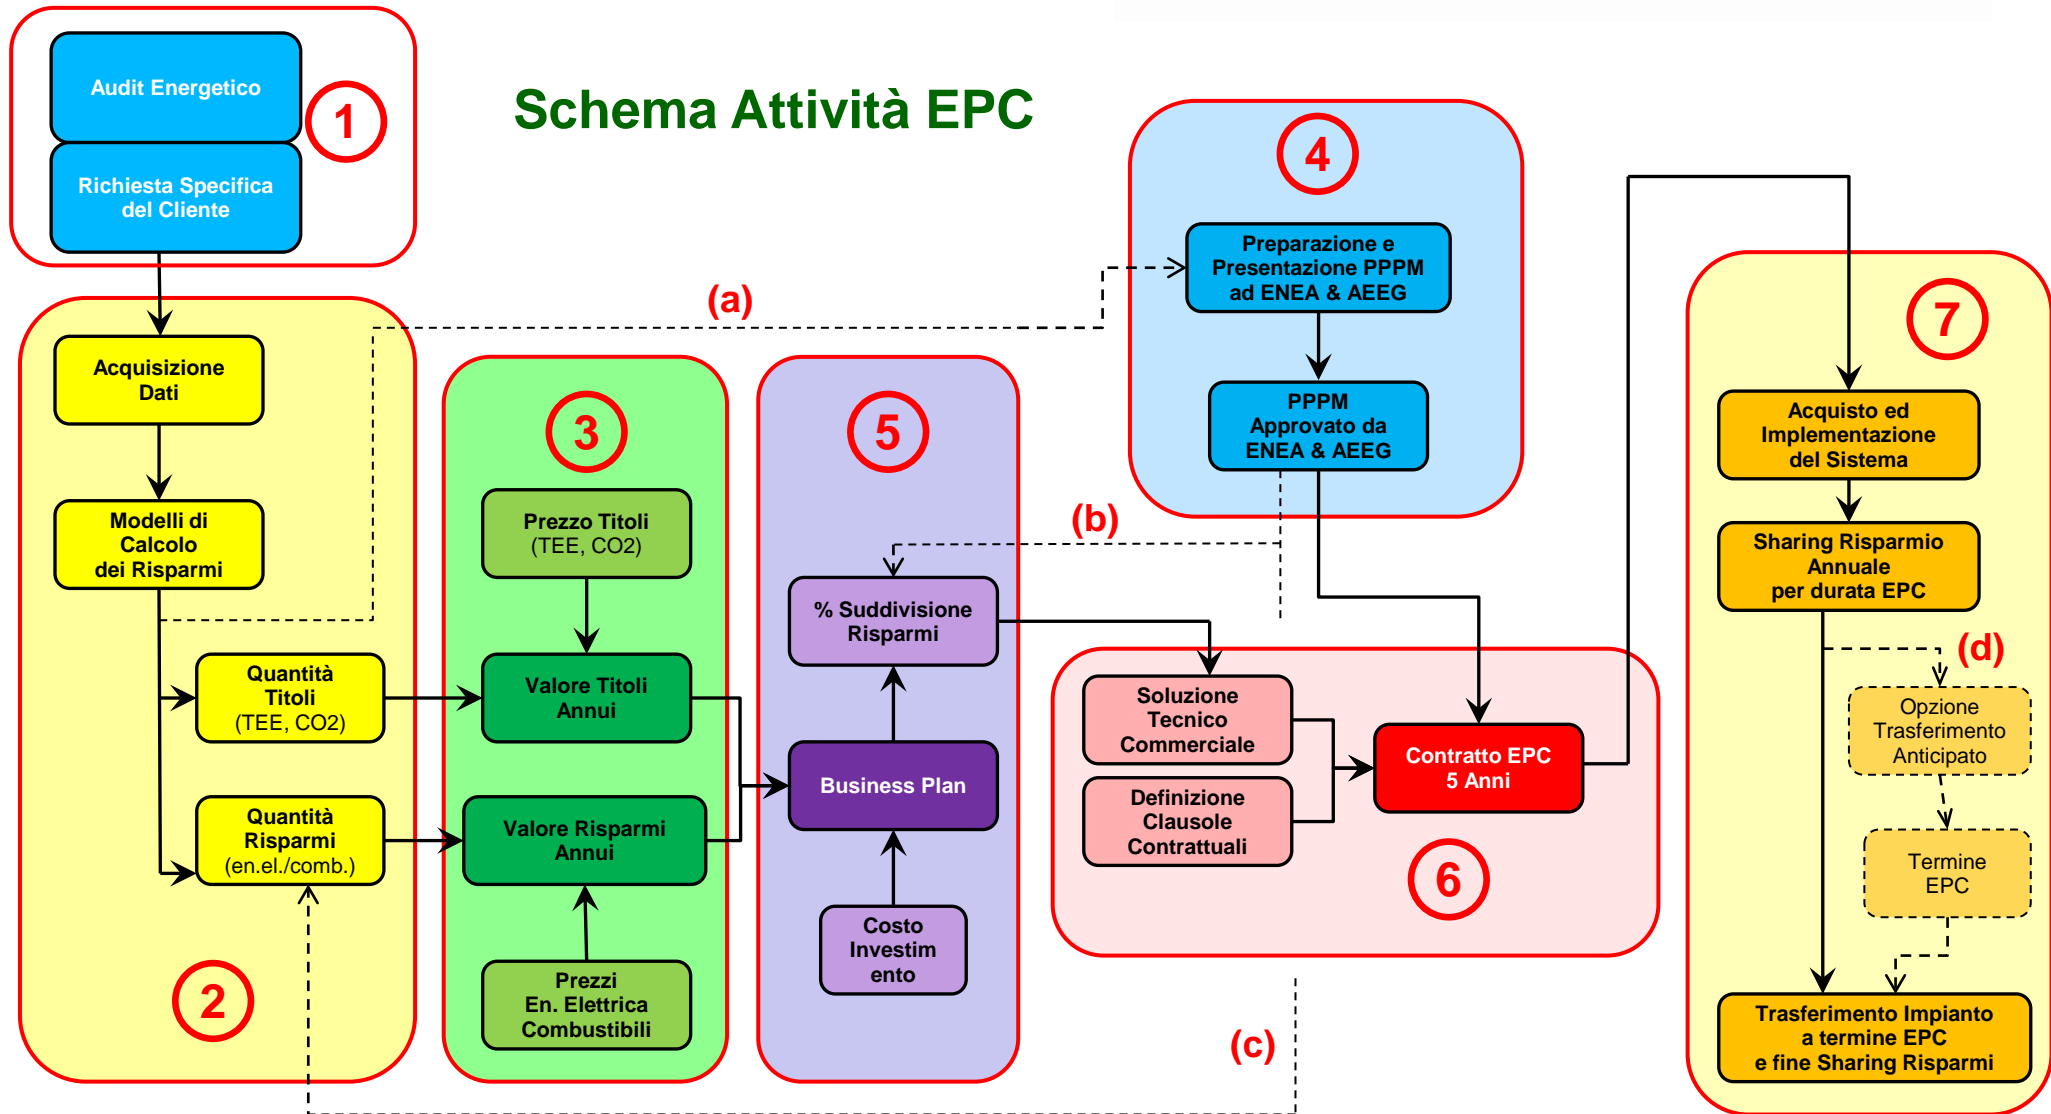 Audit Energetico
Richiesta Specifica
del Cliente
1
Schema Attività EPC
Acquisizione
Dati
Modelli di
Calcolo
dei Risparmi
Quantità
Titoli
(TEE, CO2)
Quantità
Risparmi
(en.el./comb.)
2
(a)
3
Prezzo Titoli
(TEE, CO2)
Valore Titoli
Annui
Valore Risparmi
Annui
Prezzi
En. Elettrica
Combustibili
4
Preparazione e
Presentazione PPPM
ad ENEA & AEEG
PPPM
Approvato da
ENEA & AEEG
(b)
5
% Suddivisione
Risparmi
Business Plan
Costo
Investim
ento
Soluzione
Tecnico
Commerciale
Definizione
Clausole
Contrattuali
Contratto EPC
5 Anni
6
(c)
7
Acquisto ed
Implementazione
del Sistema
Sharing Risparmio
Annuale
per durata EPC
(d)
Opzione
Trasferimento
Anticipato
Termine
EPC
Trasferimento Impianto
a termine EPC
e fine Sharing Risparmi